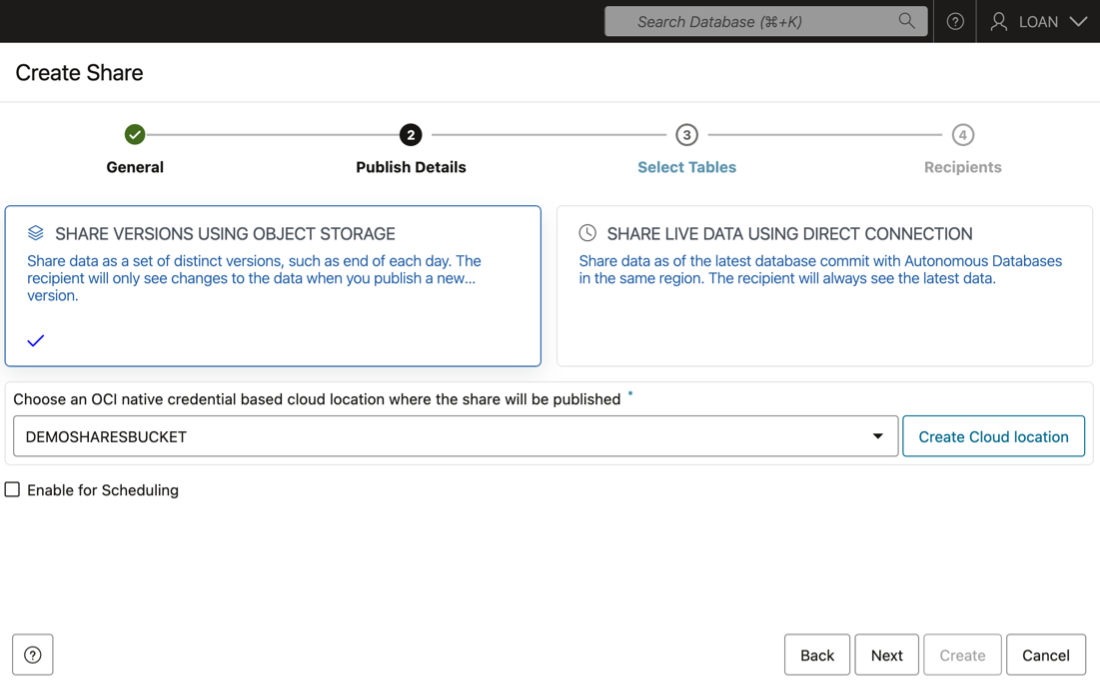 Search Database (⌘+K)
? LOAN
Create Share
2 3 4
General Publish Details Select Tables Recipients
SHARE VERSIONS USING OBJECT STORAGE
Share data as a set of distinct versions, such as end of each day. The
recipient will only see changes to the data when you publish a new...
version.
SHARE LIVE DATA USING DIRECT CONNECTION
Share data as of the latest database commit with Autonomous Databases
in the same region. The recipient will always see the latest data.
Choose an OCI native credential based cloud location where the share will be published *
DEMOSHARESBUCKET
Create Cloud location
Enable for Scheduling
? Back Next Create Cancel